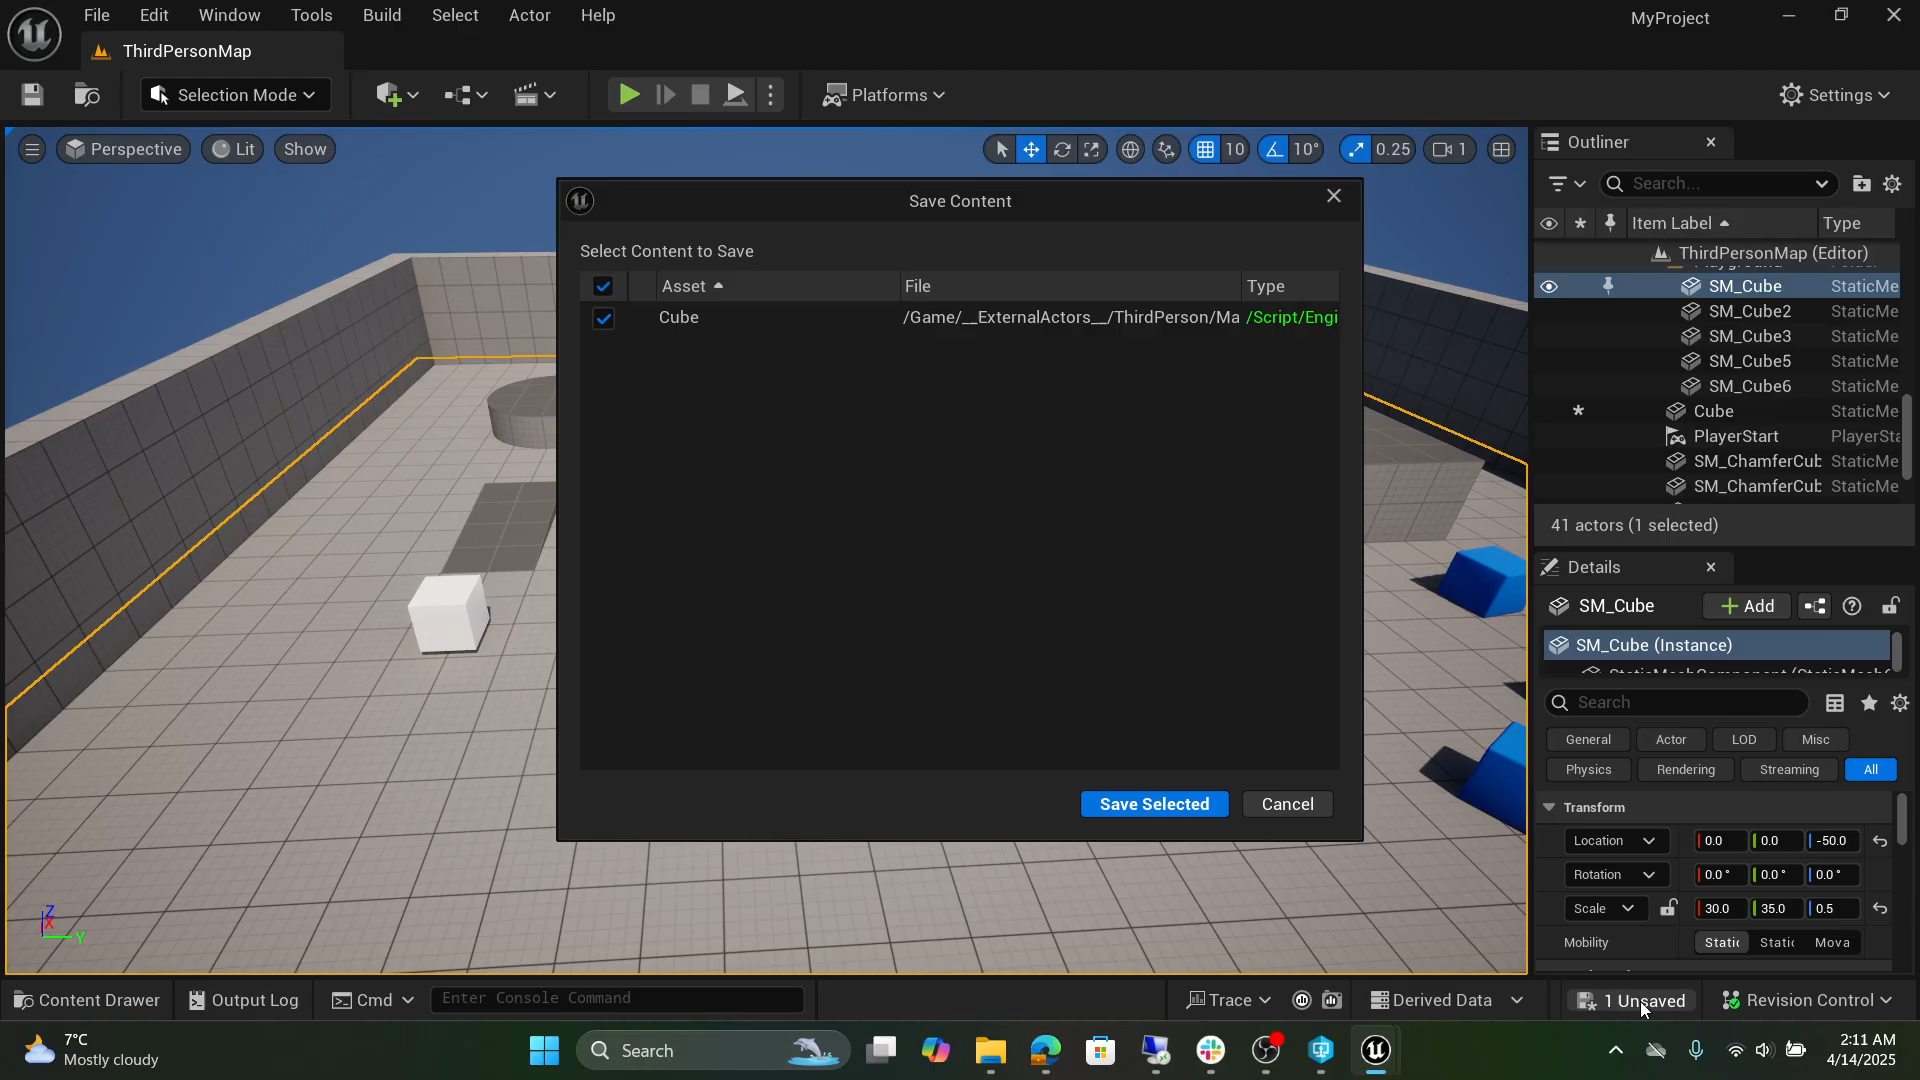 File Edit Window Tools Build Select Actor Help
MyProject
ThirdPersonMap
Selection Mode
Platforms
Settings
Perspective
Lit
Show
10
10°
0.25
1
Save Content
Select Content to Save
Asset File Type
Cube /Game/__ExternalActors__/ThirdPerson/Ma /Script/Engi
Save Selected
Cancel
Outliner
Search...
Item Label Type
ThirdPersonMap (Editor)
SM_Cube StaticMe
SM_Cube2 StaticMe
SM_Cube3 StaticMe
SM_Cube5 StaticMe
SM_Cube6 StaticMe
Cube StaticMe
PlayerStart PlayerSta
SM_ChamferCub StaticMe
SM_ChamferCub StaticMe
41 actors (1 selected)
Details
SM_Cube
Add
SM_Cube (Instance)
Search
General Actor LOD Misc
Physics Rendering Streaming All
Transform
Location 0.0 0.0 -50.0
Rotation 0.0° 0.0° 0.0°
Scale 30.0 35.0 0.5
Mobility Static Static Mova
Z
X
Y
Content Drawer
Output Log
Cmd
Enter Console Command
Trace
Derived Data
1 Unsaved
Revision Control
7°C
Mostly cloudy
Search
2:11 AM
4/14/2025